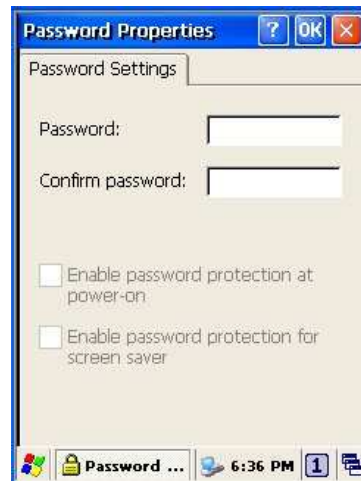 Password Properties ? OK ×
Password Settings
Password:
Confirm password:
Enable password protection at
power-on
Enable password protection for
screen saver
Password ... 6:36 PM 1